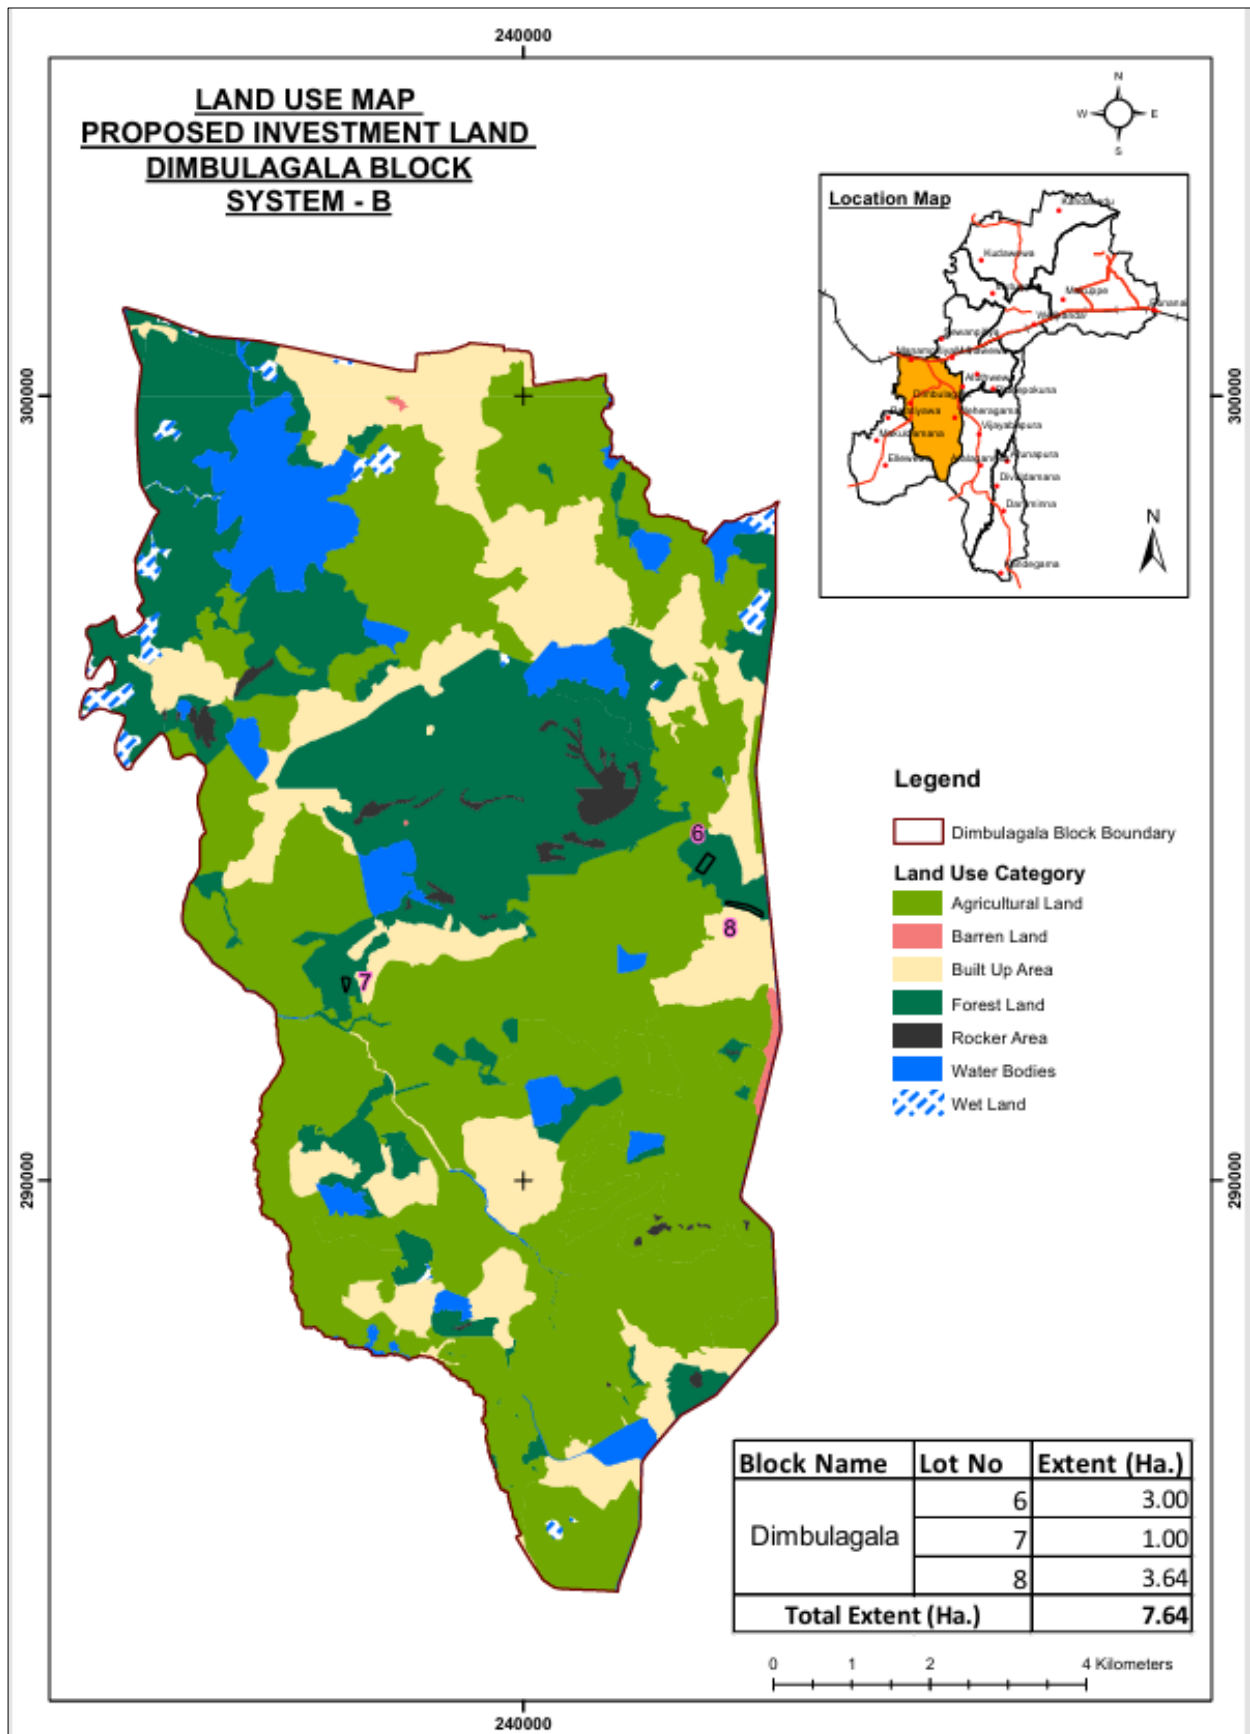 240000
LAND USE MAP
PROPOSED INVESTMENT LAND
DIMBULAGALA BLOCK
SYSTEM - B
N
W
E
S
Location Map
Kudawewa
Vijayabapura
Damminna
N
300000
300000
6
8
7
Legend
Dimbulagala Block Boundary
Land Use Category
Agricultural Land
Barren Land
Built Up Area
Forest Land
Rocker Area
Water Bodies
Wet Land
290000
290000
Block Name Lot No Extent (Ha.)
Dimbulagala
6 3.00
7 1.00
8 3.64
Total Extent (Ha.) 7.64
0 1 2 4 Kilometers
240000